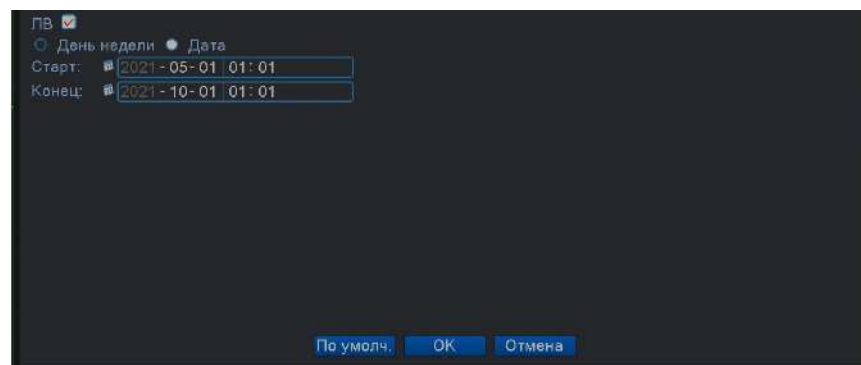 ЛВ
День недели Дата
Старт: 2021-05-01 01:01
Конец: 2021-10-01 01:01
По умолч. OK Отмена